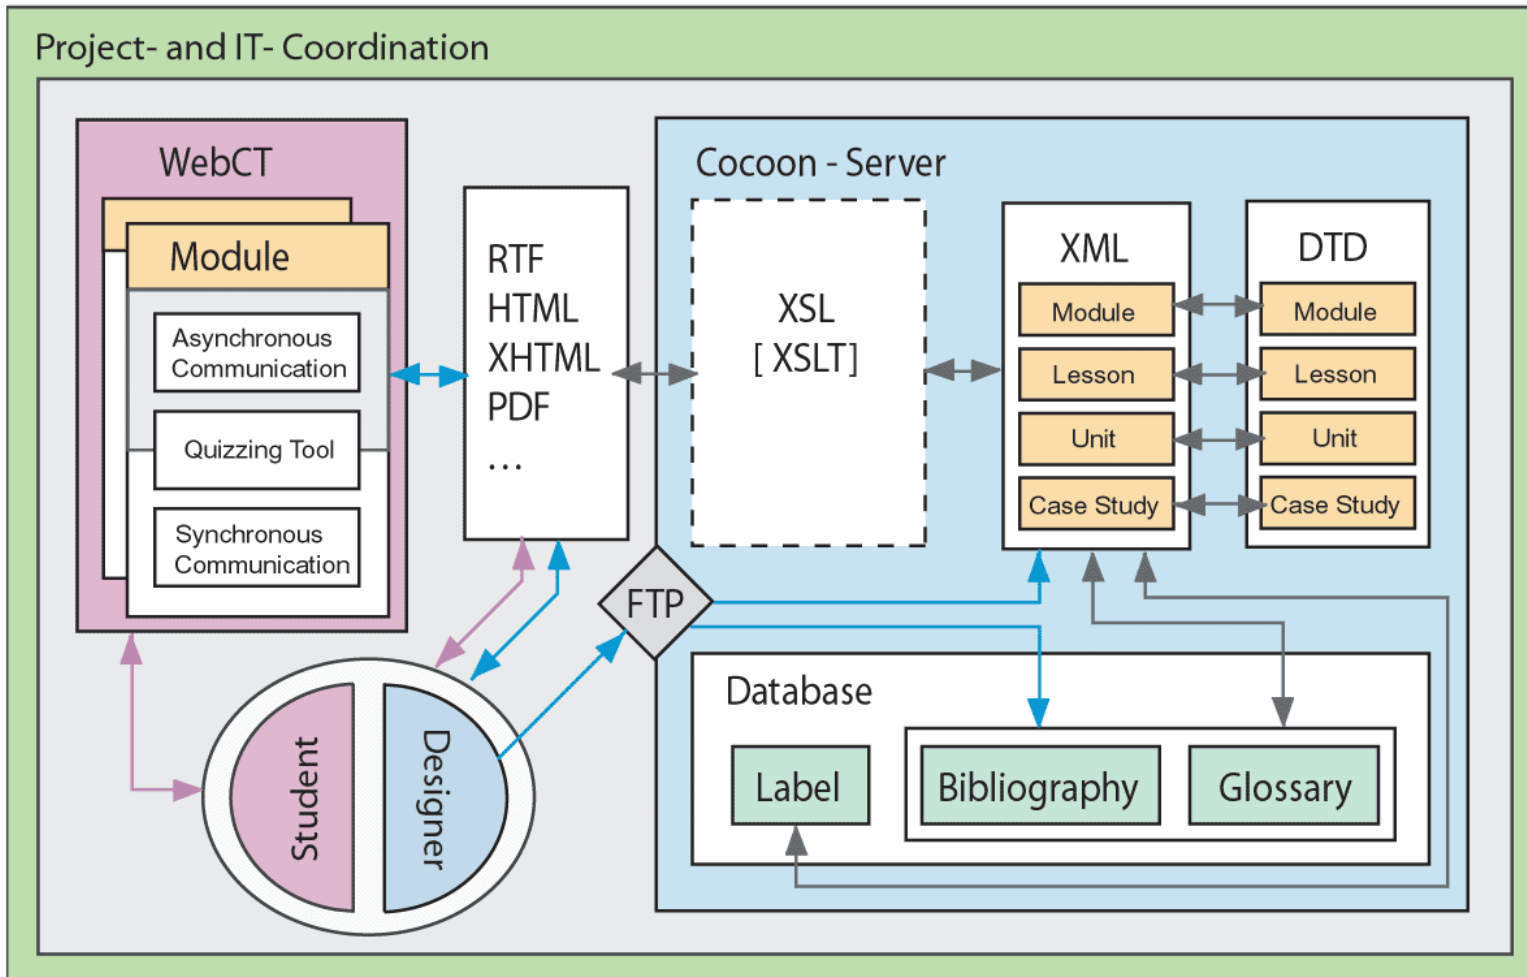 Project- and IT- Coordination
WebCT
Module
Asynchronous
Communication
Quizzing Tool
Synchronous
Communication
RTF
HTML
XHTML
PDF
...
Cocoon - Server
XSL
[ XSLT]
XML
Module
Lesson
Unit
Case Study
DTD
Module
Lesson
Unit
Case Study
FTP
Student
Designer
Database
Label
Bibliography
Glossary